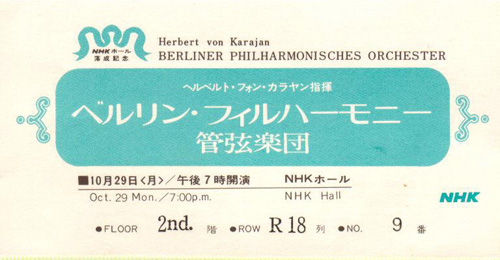 NHKホール
落成記念
Herbert von Karajan
BERLINER PHILHARMONISCHES ORCHESTER
ヘルベルト・フォン・カラヤン指揮
ベルリン・フィルハーモニー
管弦楽団
■10月29日<月>/午後7時開演 NHKホール
Oct. 29 Mon./7:00p.m. NHK Hall
NHK
●FLOOR 2nd. 階 ●ROW R18 列 ●NO. 9 番